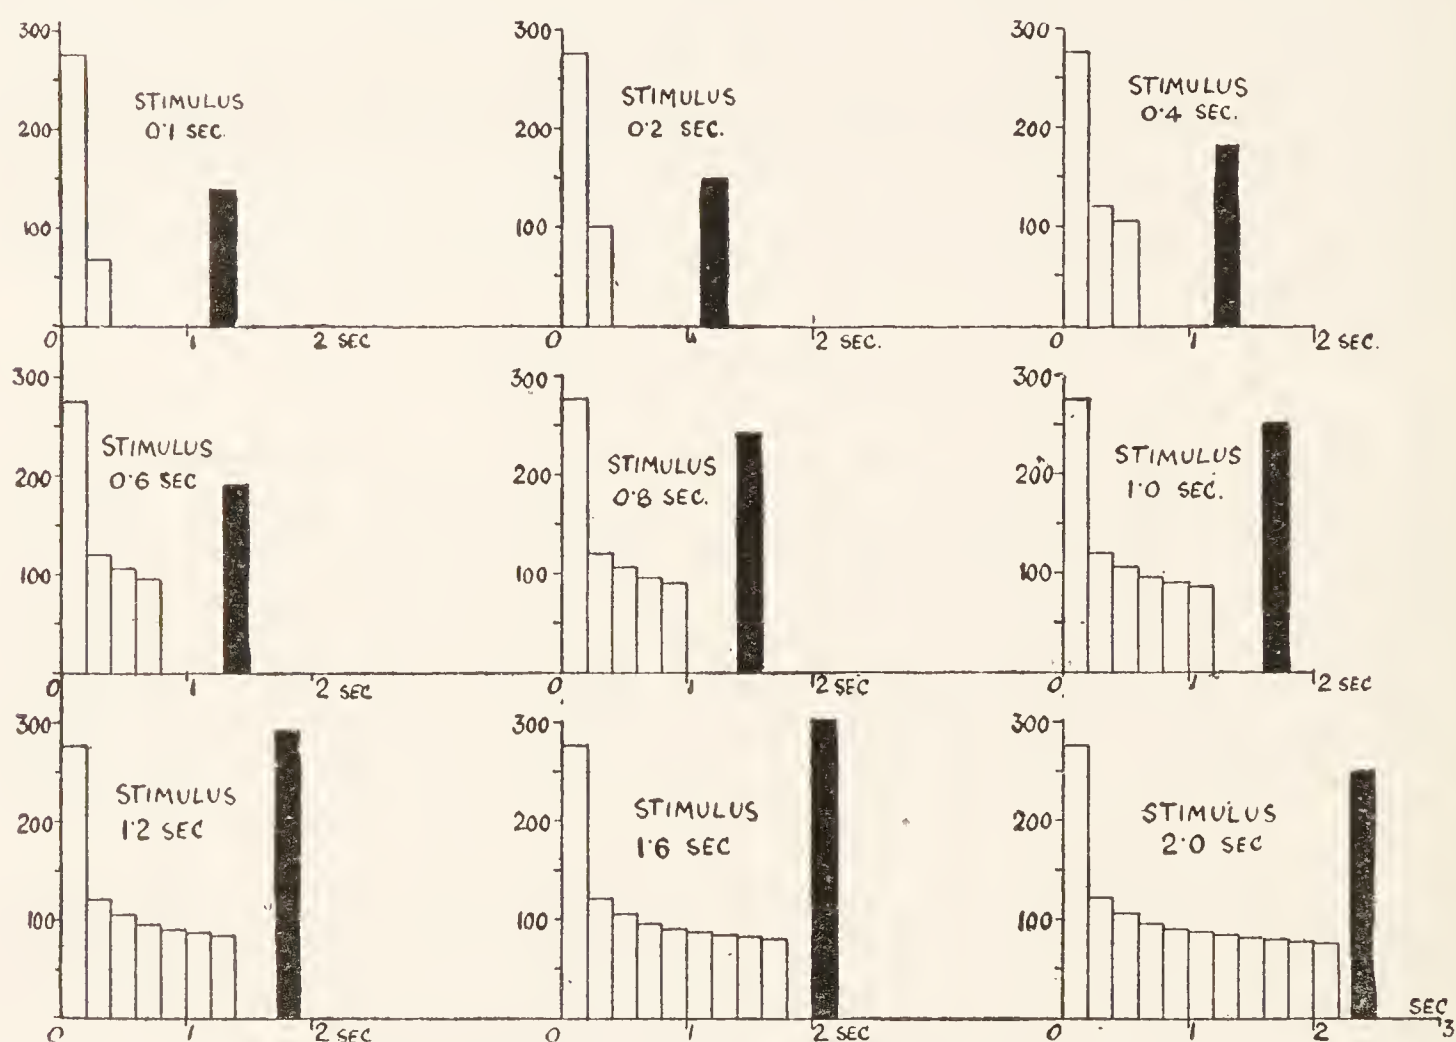 300
200
100
STIMULUS
0·1 SEC.
0 1 2 SEC
300
200
100
STIMULUS
0·2 SEC.
0 1 2 SEC.
300
200
100
STIMULUS
0·4 SEC.
0 1 2 SEC.
300
200
100
STIMULUS
0·6 SEC
0 1 2 SEC
300
200
100
STIMULUS
0·8 SEC.
0 1 2 SEC
300
200
100
STIMULUS
1·0 SEC.
0 1 2 SEC
300
200
100
STIMULUS
1·2 SEC
0 1 2 SEC
300
200
100
STIMULUS
1·6 SEC
0 1 2 SEC
300
200
100
STIMULUS
2·0 SEC
SEC
0 1 2 3